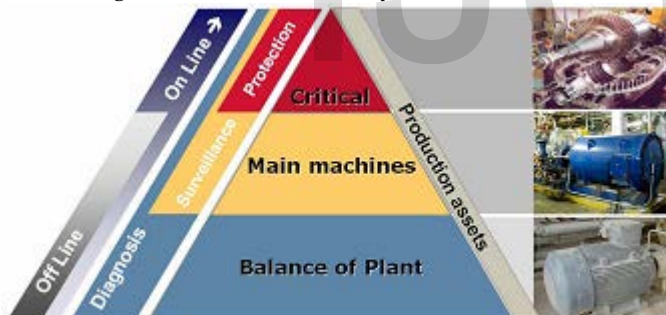 On Line
Protection
Critical
Production assets
Surveillance
Main machines
Off Line
Diagnosis
Balance of Plant